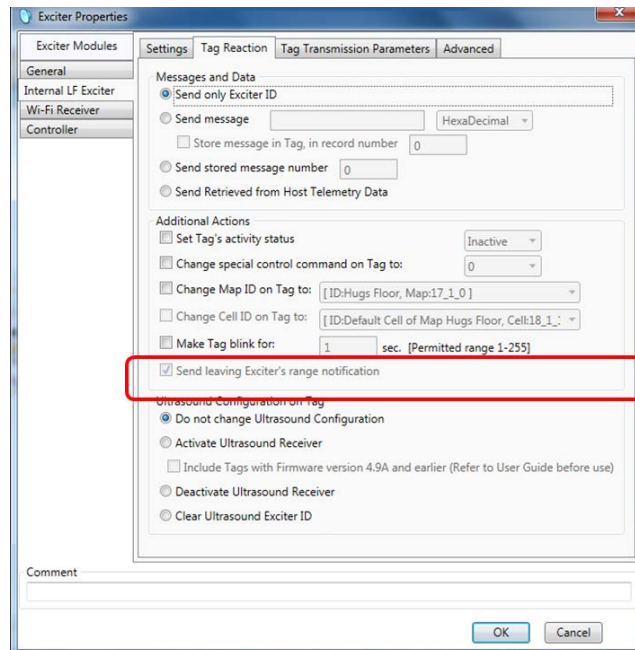 Exciter Properties
Exciter Modules
General
Internal LF Exciter
Wi-Fi Receiver
Controller
Settings Tag Reaction Tag Transmission Parameters Advanced
Messages and Data
Send only Exciter ID
Send message HexaDecimal
Store message in Tag, in record number 0
Send stored message number 0
Send Retrieved from Host Telemetry Data
Additional Actions
Set Tag's activity status Inactive
Change special control command on Tag to: 0
Change Map ID on Tag to: [ ID:Hugs Floor, Map:17_1_0 ]
Change Cell ID on Tag to: [ ID:Default Cell of Map Hugs Floor, Cell:18_1_
Make Tag blink for: 1 sec. [Permitted range 1-255]
Send leaving Exciter's range notification
Ultrasound Configuration on Tag
Do not change Ultrasound Configuration
Activate Ultrasound Receiver
Include Tags with Firmware version 4.9A and earlier (Refer to User Guide before use)
Deactivate Ultrasound Receiver
Clear Ultrasound Exciter ID
Comment
OK Cancel